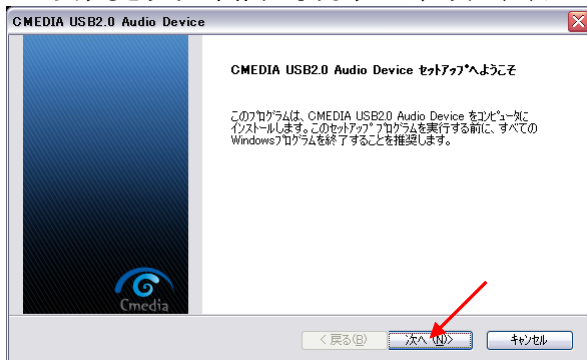 CMEDIA USB2.0 Audio Device
CMEDIA USB2.0 Audio Device ｾｯﾄｱｯﾌﾟへようこそ
このﾌﾟﾛｸﾞﾗﾑは、CMEDIA USB2.0 Audio Device をｺﾝﾋﾟｭｰﾀに
ｲﾝｽﾄｰﾙします。このｾｯﾄｱｯﾌﾟ ﾌﾟﾛｸﾞﾗﾑを実行する前に、すべての
Windowsﾌﾟﾛｸﾞﾗﾑを終了することを推奨します。
Cmedia
< 戻る(B)
次へ (N)>
ｷｬﾝｾﾙ